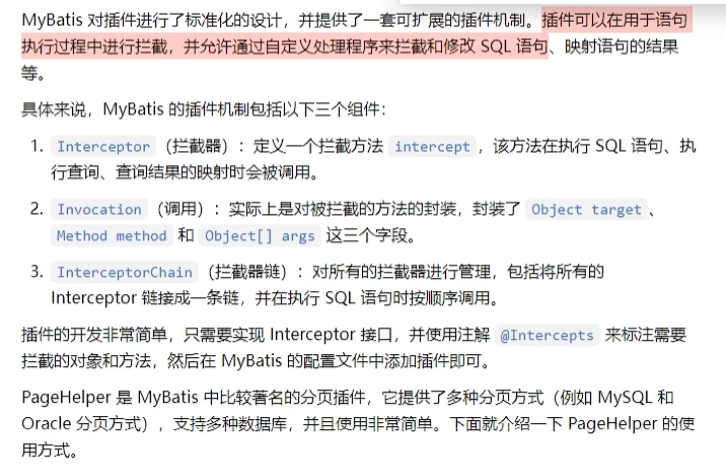 MyBatis 对插件进行了标准化的设计，并提供了一套可扩展的插件机制。插件可以在用于语句
执行过程中进行拦截，并允许通过自定义处理程序来拦截和修改 SQL 语句、映射语句的结果
等。
具体来说，MyBatis 的插件机制包括以下三个组件：
1. Interceptor （拦截器）：定义一个拦截方法 intercept ，该方法在执行 SQL 语句、执
行查询、查询结果的映射时会被调用。
2. Invocation （调用）：实际上是对被拦截的方法的封装，封装了 Object target 、
Method method 和 Object[] args 这三个字段。
3. InterceptorChain （拦截器链）：对所有的拦截器进行管理，包括将所有的
Interceptor 链接成一条链，并在执行 SQL 语句时按顺序调用。
插件的开发非常简单，只需要实现 Interceptor 接口，并使用注解 @Intercepts 来标注需要
拦截的对象和方法，然后在 MyBatis 的配置文件中添加插件即可。
PageHelper 是 MyBatis 中比较著名的分页插件，它提供了多种分页方式（例如 MySQL 和
Oracle 分页方式），支持多种数据库，并且使用非常简单。下面就介绍一下 PageHelper 的使
用方式。